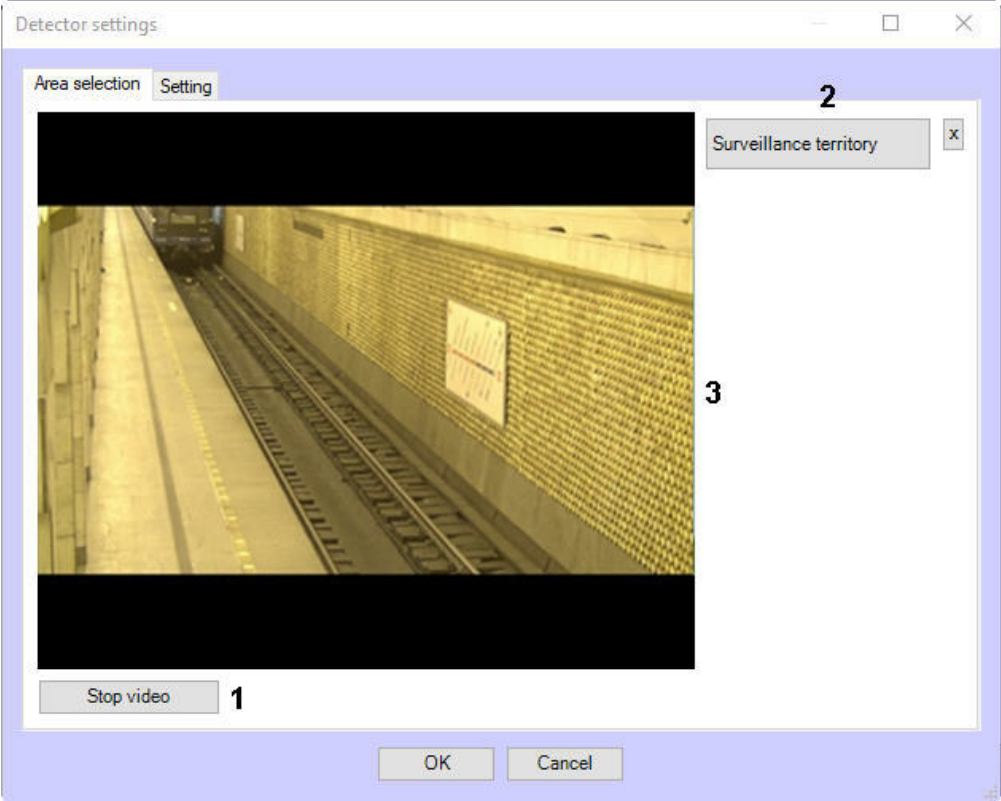 Detector settings
Area selection
Setting
2
Surveillance territory
x
3
Stop video
1
OK
Cancel